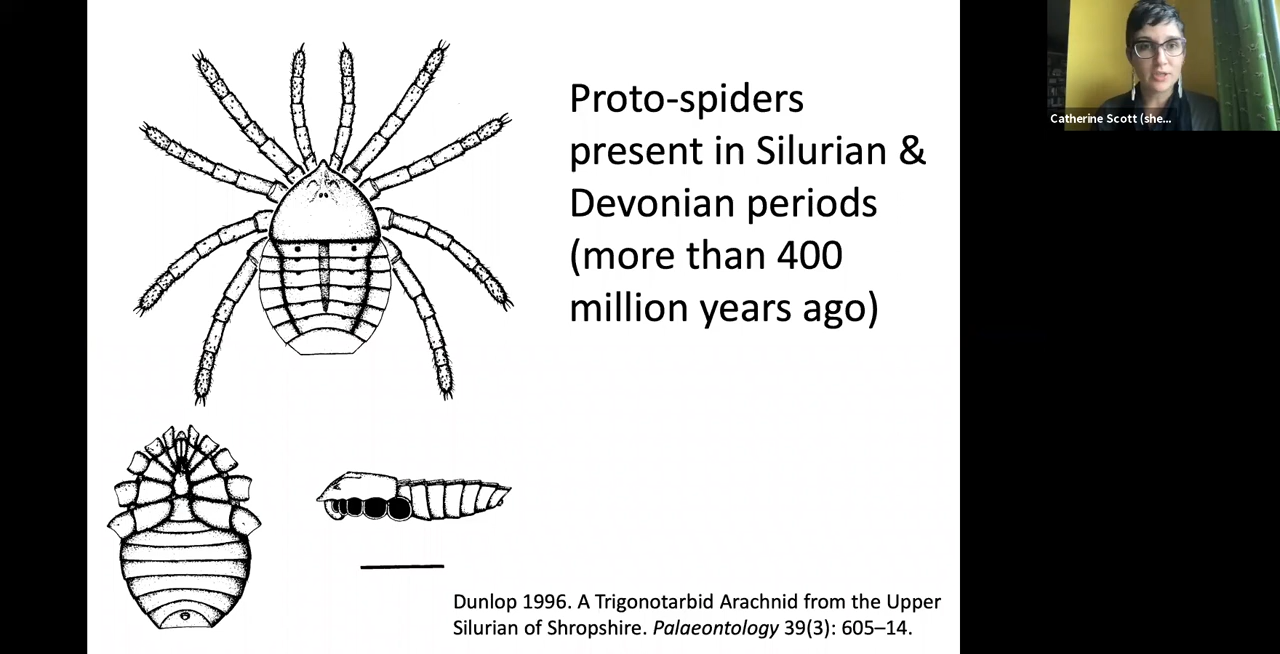 Proto-spiders
present in Silurian &
Devonian periods
(more than 400
million years ago)
Catherine Scott (she...
Dunlop 1996. A Trigonotarbid Arachnid from the Upper
Silurian of Shropshire. Palaeontology 39(3): 605–14.